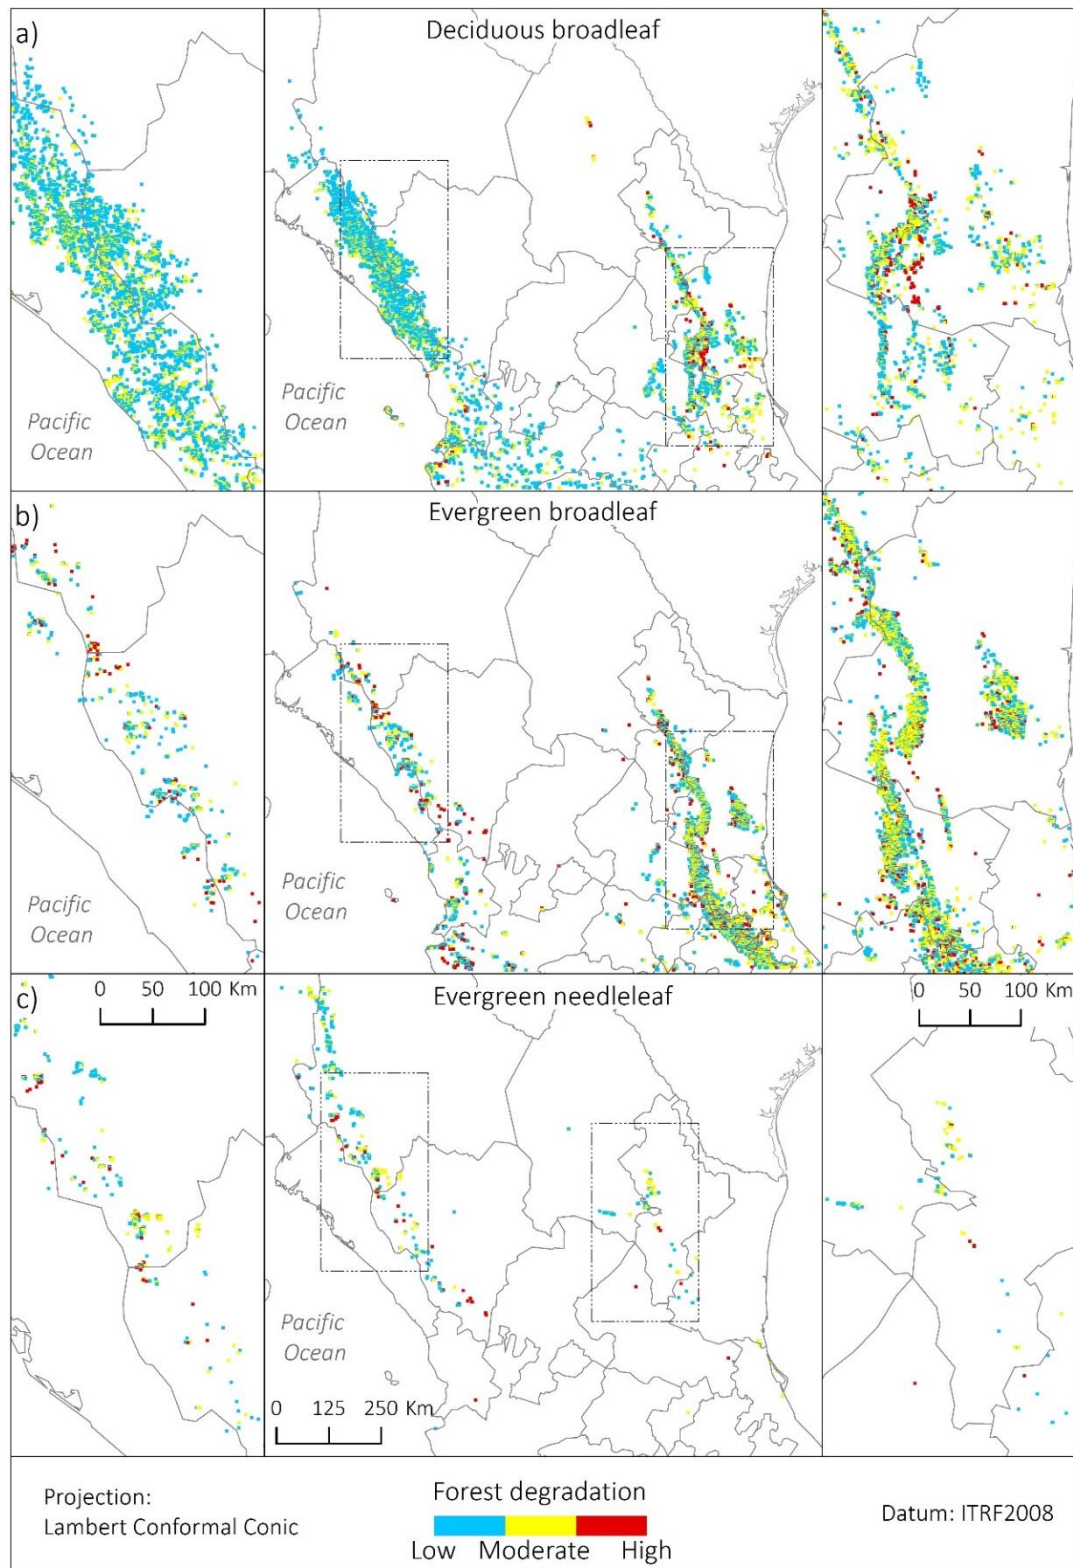 a)
Deciduous broadleaf
Pacific
Ocean
Pacific
Ocean
b)
Evergreen broadleaf
Pacific
Ocean
Pacific
Ocean
c)
Evergreen needleleaf
0 50 100 Km
0 50 100 Km
Pacific
Ocean
0 125 250 Km
Projection:
Lambert Conformal Conic
Forest degradation
Low Moderate High
Datum: ITRF2008